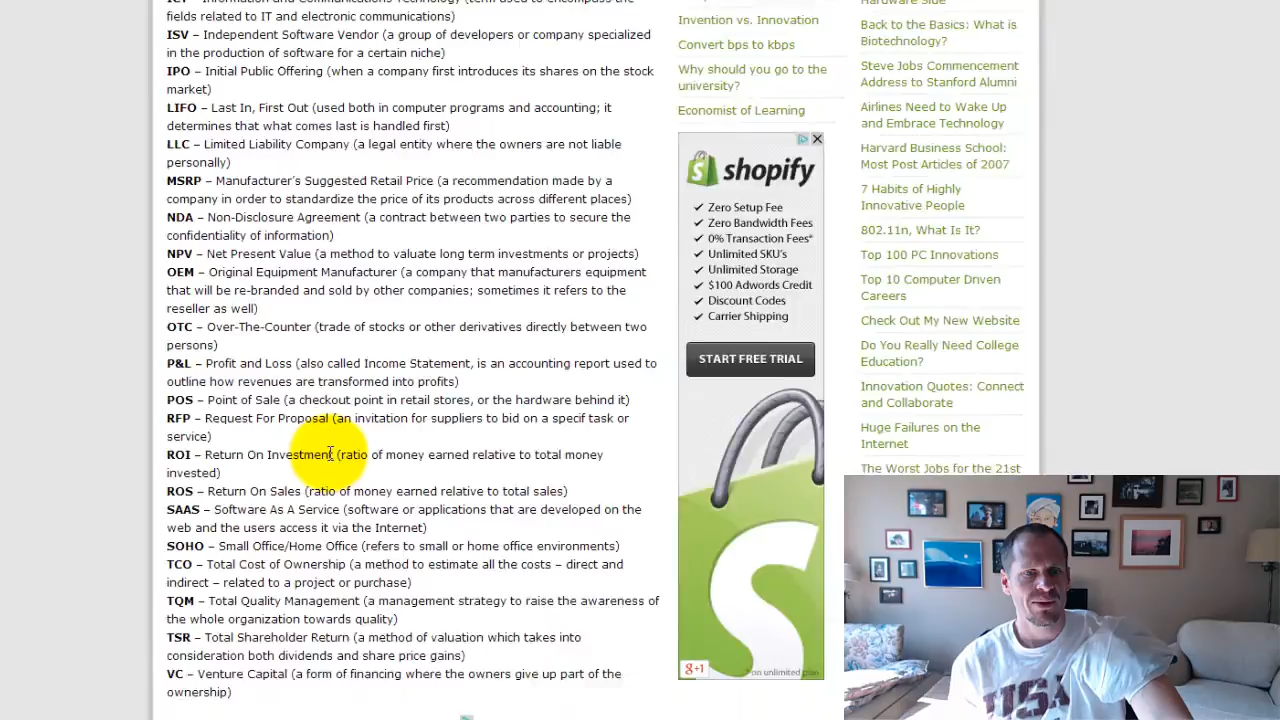 fields related to IT and electronic communications)
ISV – Independent Software Vendor (a group of developers or company specialized
in the production of software for a certain niche)
IPO – Initial Public Offering (when a company first introduces its shares on the stock
market)
LIFO – Last In, First Out (used both in computer programs and accounting; it
determines that what comes last is handled first)
LLC – Limited Liability Company (a legal entity where the owners are not liable
personally)
MSRP – Manufacturer's Suggested Retail Price (a recommendation made by a
company in order to standardize the price of its products across different places)
NDA – Non-Disclosure Agreement (a contract between two parties to secure the
confidentiality of information)
NPV – Net Present Value (a method to valuate long term investments or projects)
OEM – Original Equipment Manufacturer (a company that manufacturers equipment
that will be re-branded and sold by other companies; sometimes it refers to the
reseller as well)
OTC – Over-The-Counter (trade of stocks or other derivatives directly between two
persons)
P&L – Profit and Loss (also called Income Statement, is an accounting report used to
outline how revenues are transformed into profits)
POS – Point of Sale (a checkout point in retail stores, or the hardware behind it)
RFP – Request For Proposal (an invitation for suppliers to bid on a specif task or
service)
ROI – Return On Investment (ratio of money earned relative to total money
invested)
ROS – Return On Sales (ratio of money earned relative to total sales)
SAAS – Software As A Service (software or applications that are developed on the
web and the users access it via the Internet)
SOHO – Small Office/Home Office (refers to small or home office environments)
TCO – Total Cost of Ownership (a method to estimate all the costs – direct and
indirect – related to a project or purchase)
TQM – Total Quality Management (a management strategy to raise the awareness of
the whole organization towards quality)
TSR – Total Shareholder Return (a method of valuation which takes into
consideration both dividends and share price gains)
VC – Venture Capital (a form of financing where the owners give up part of the
ownership)
Invention vs. Innovation
Convert bps to kbps
Why should you go to the
university?
Economist of Learning
shopify
Zero Setup Fee
Zero Bandwidth Fees
0% Transaction Fees*
Unlimited SKU's
Unlimited Storage
$100 Adwords Credit
Discount Codes
Carrier Shipping
START FREE TRIAL
g+1
*on unlimited plan
Hardware Side
Back to the Basics: What is
Biotechnology?
Steve Jobs Commencement
Address to Stanford Alumni
Airlines Need to Wake Up
and Embrace Technology
Harvard Business School:
Most Post Articles of 2007
7 Habits of Highly
Innovative People
802.11n, What Is It?
Top 100 PC Innovations
Top 10 Computer Driven
Careers
Check Out My New Website
Do You Really Need College
Education?
Innovation Quotes: Connect
and Collaborate
Huge Failures on the
Internet
The Worst Jobs for the 21st
USA